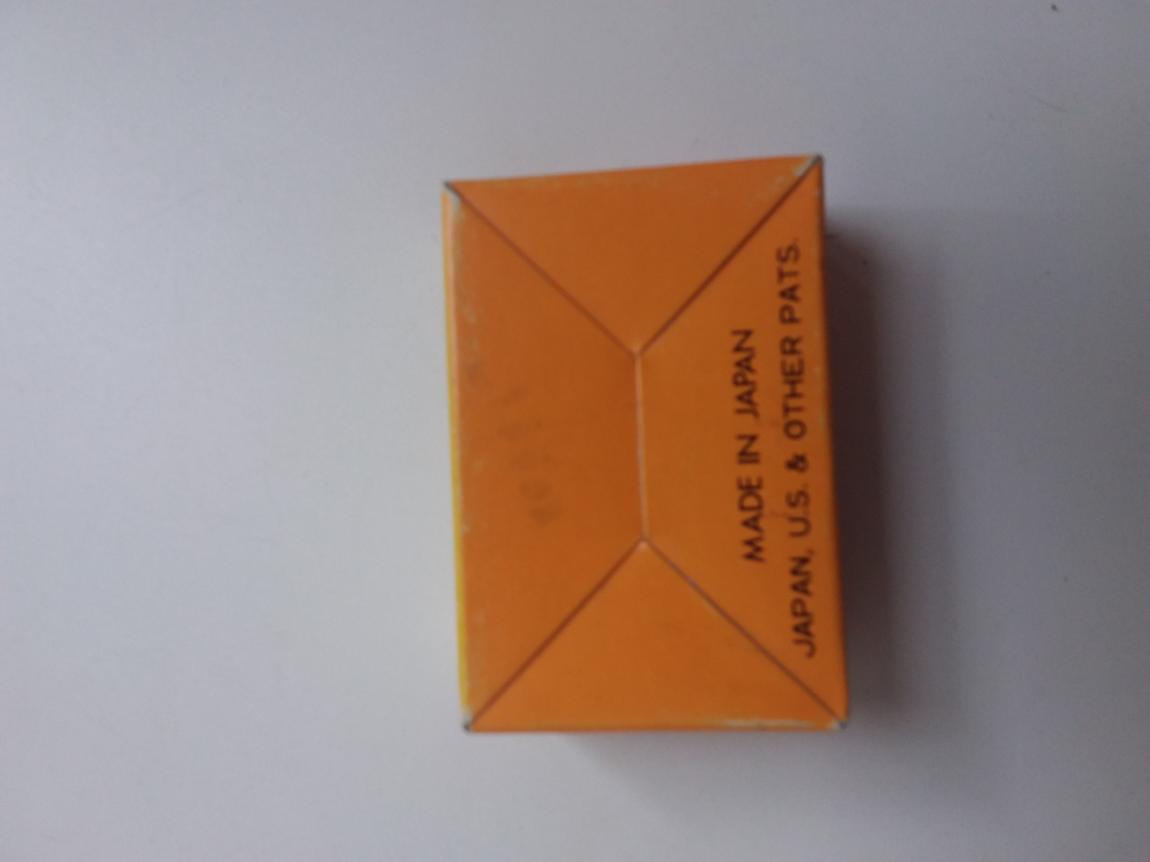 MADE IN JAPAN
JAPAN, U.S. & OTHER PATS.